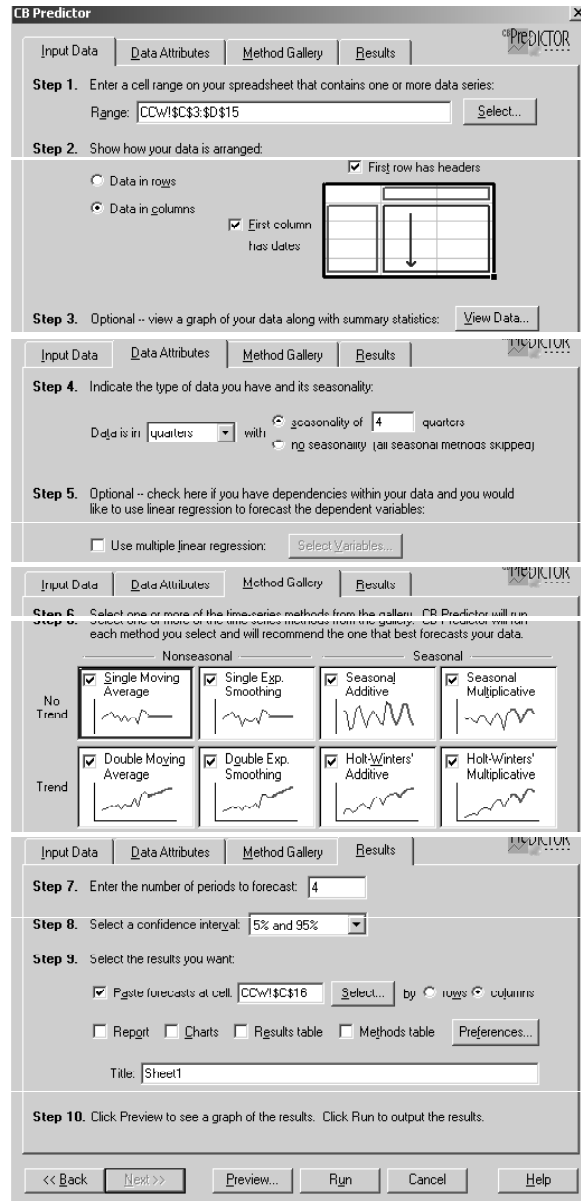 CB Predictor
Input Data Data Attributes Method Gallery Results
CB PreDICTOR
Step 1. Enter a cell range on your spreadsheet that contains one or more data series:
Range: CCW!$C$3:$D$15 Select...
Step 2. Show how your data is arranged:
First row has headers
Data in rows
Data in columns
First column
has dates
Step 3. Optional -- view a graph of your data along with summary statistics: View Data...
Input Data Data Attributes Method Gallery Results
Step 4. Indicate the type of data you have and its seasonality:
Data is in quarters with seasonality of 4 quarters
no seasonality (all seasonal methods skipped)
Step 5. Optional -- check here if you have dependencies within your data and you would
like to use linear regression to forecast the dependent variables:
Use multiple linear regression: Select Variables...
Input Data Data Attributes Method Gallery Results
Step 6. Select one or more of the time-series methods from the gallery. CB Predictor will run
each method you select and will recommend the one that best forecasts your data.
Nonseasonal Seasonal
No
Trend
Single Moving
Average
Single Exp.
Smoothing
Seasonal
Additive
Seasonal
Multiplicative
Trend
Double Moving
Average
Double Exp.
Smoothing
Holt-Winters'
Additive
Holt-Winters'
Multiplicative
Input Data Data Attributes Method Gallery Results
Step 7. Enter the number of periods to forecast: 4
Step 8. Select a confidence interval: 5% and 95%
Step 9. Select the results you want:
Paste forecasts at cell: CCW!$C$16 Select... by rows columns
Report Charts Results table Methods table Preferences...
Title: Sheet1
Step 10. Click Preview to see a graph of the results. Click Run to output the results.
<< Back Next >> Preview... Run Cancel Help